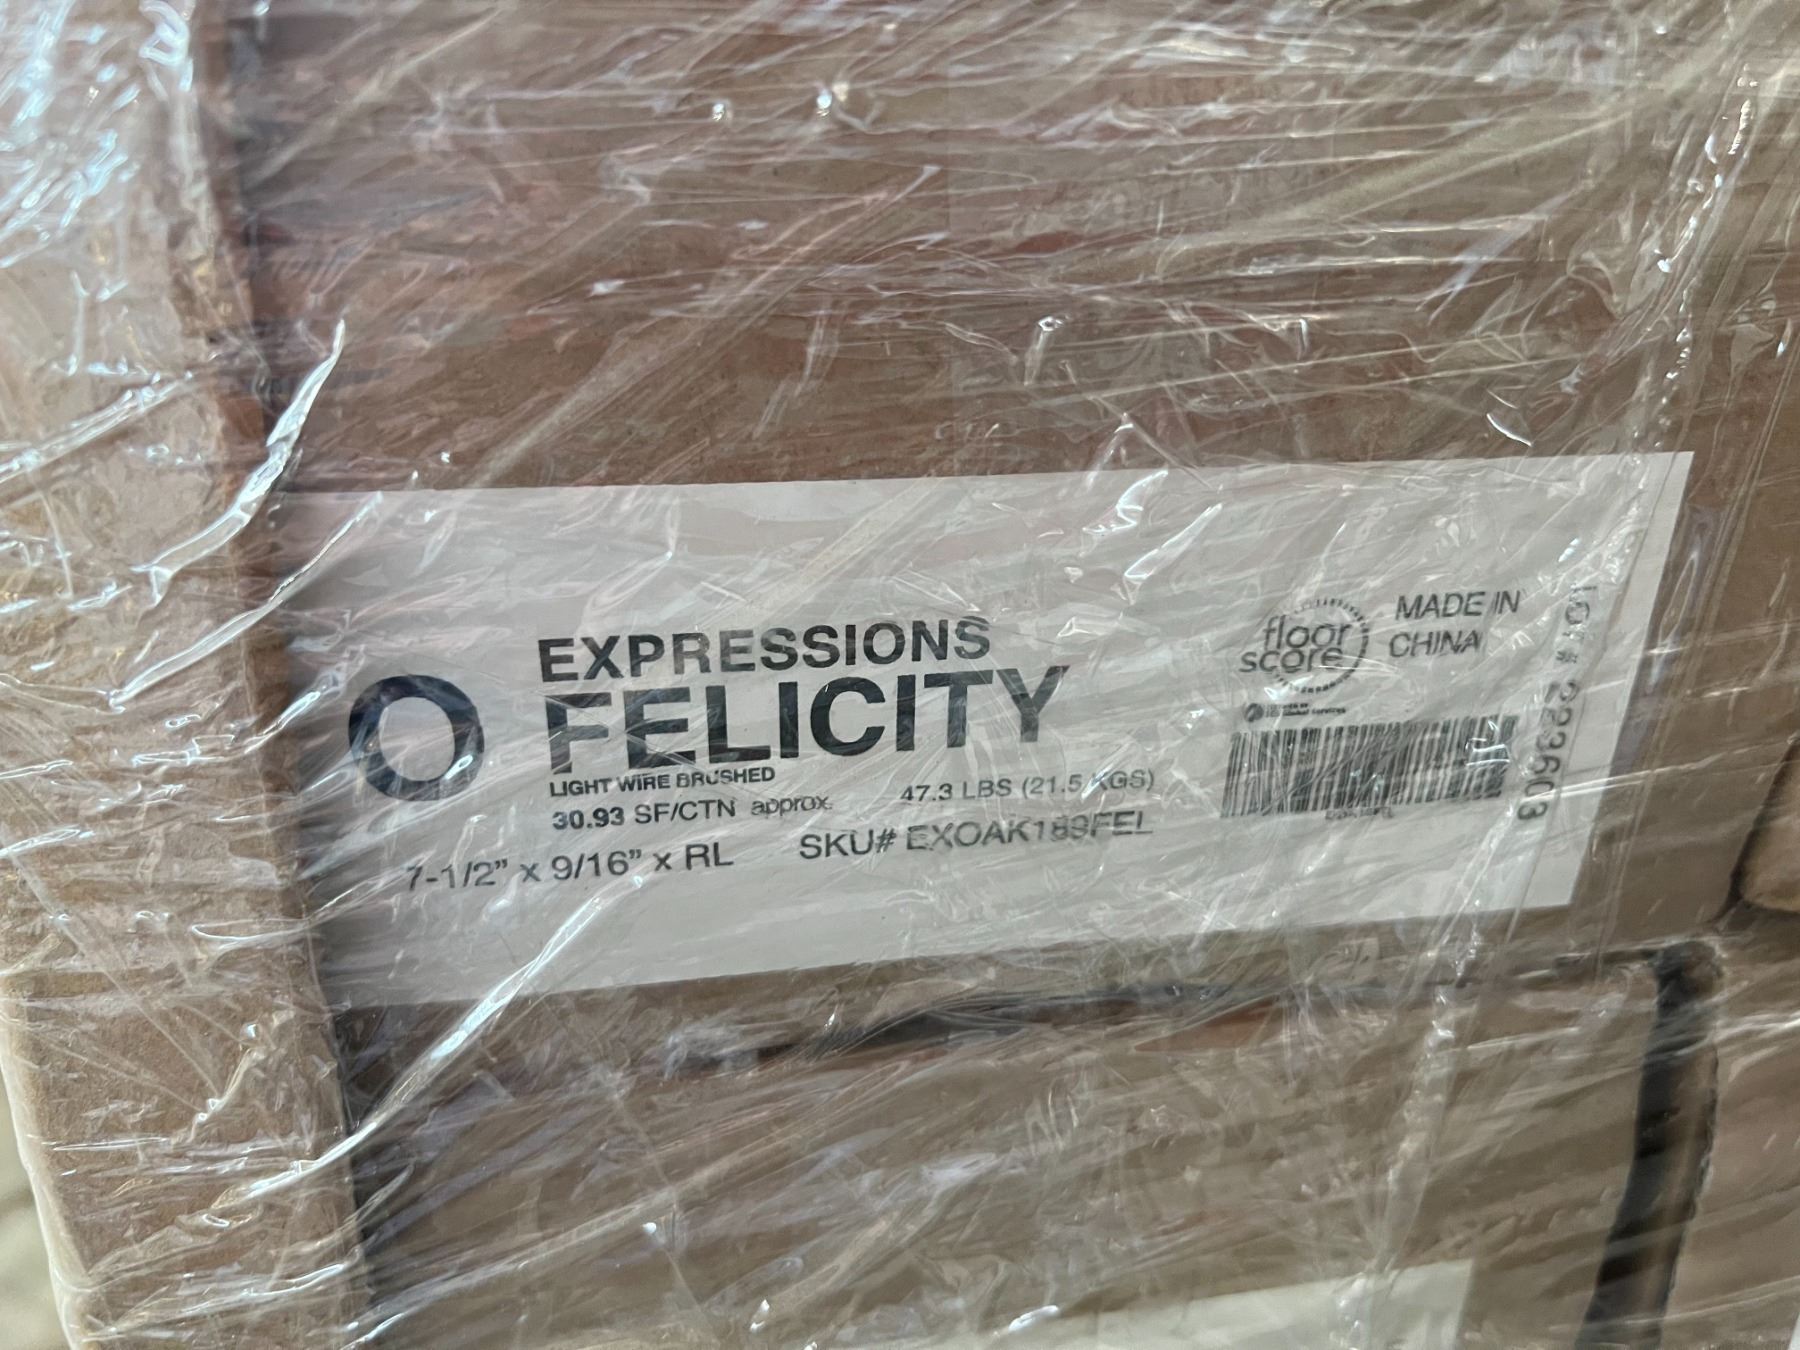 O
EXPRESSIONS
FELICITY
LIGHT WIRE BRUSHED
30.93 SF/CTN approx.
47.3 LBS (21.5 KGS)
7-1/2" x 9/16" x RL
SKU# EXOAK189FEL
floor
score
MADE IN
CHINA
LOT#